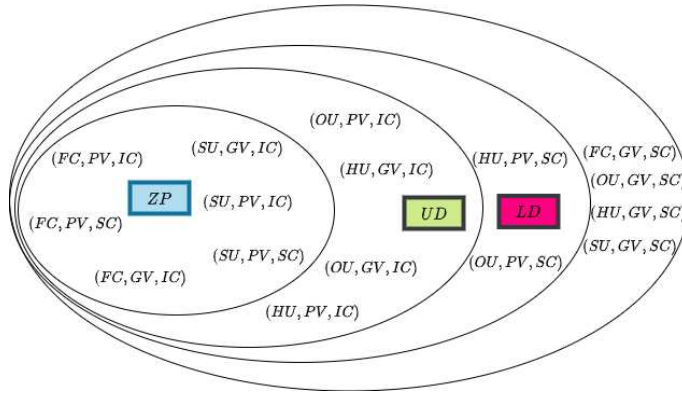 (OU, PV, IC)
(SU, GV, IC)
(FC, GV, SC)
(FC, PV, IC)
(HU, PV, SC)
(HU, GV, IC)
(OU, GV, SC)
ZP
(SU, PV, IC)
UD
LD
(HU, GV, SC)
(FC, PV, SC)
(SU, GV, SC)
(SU, PV, SC)
(OU, PV, SC)
(OU, GV, IC)
(FC, GV, IC)
(HU, PV, IC)